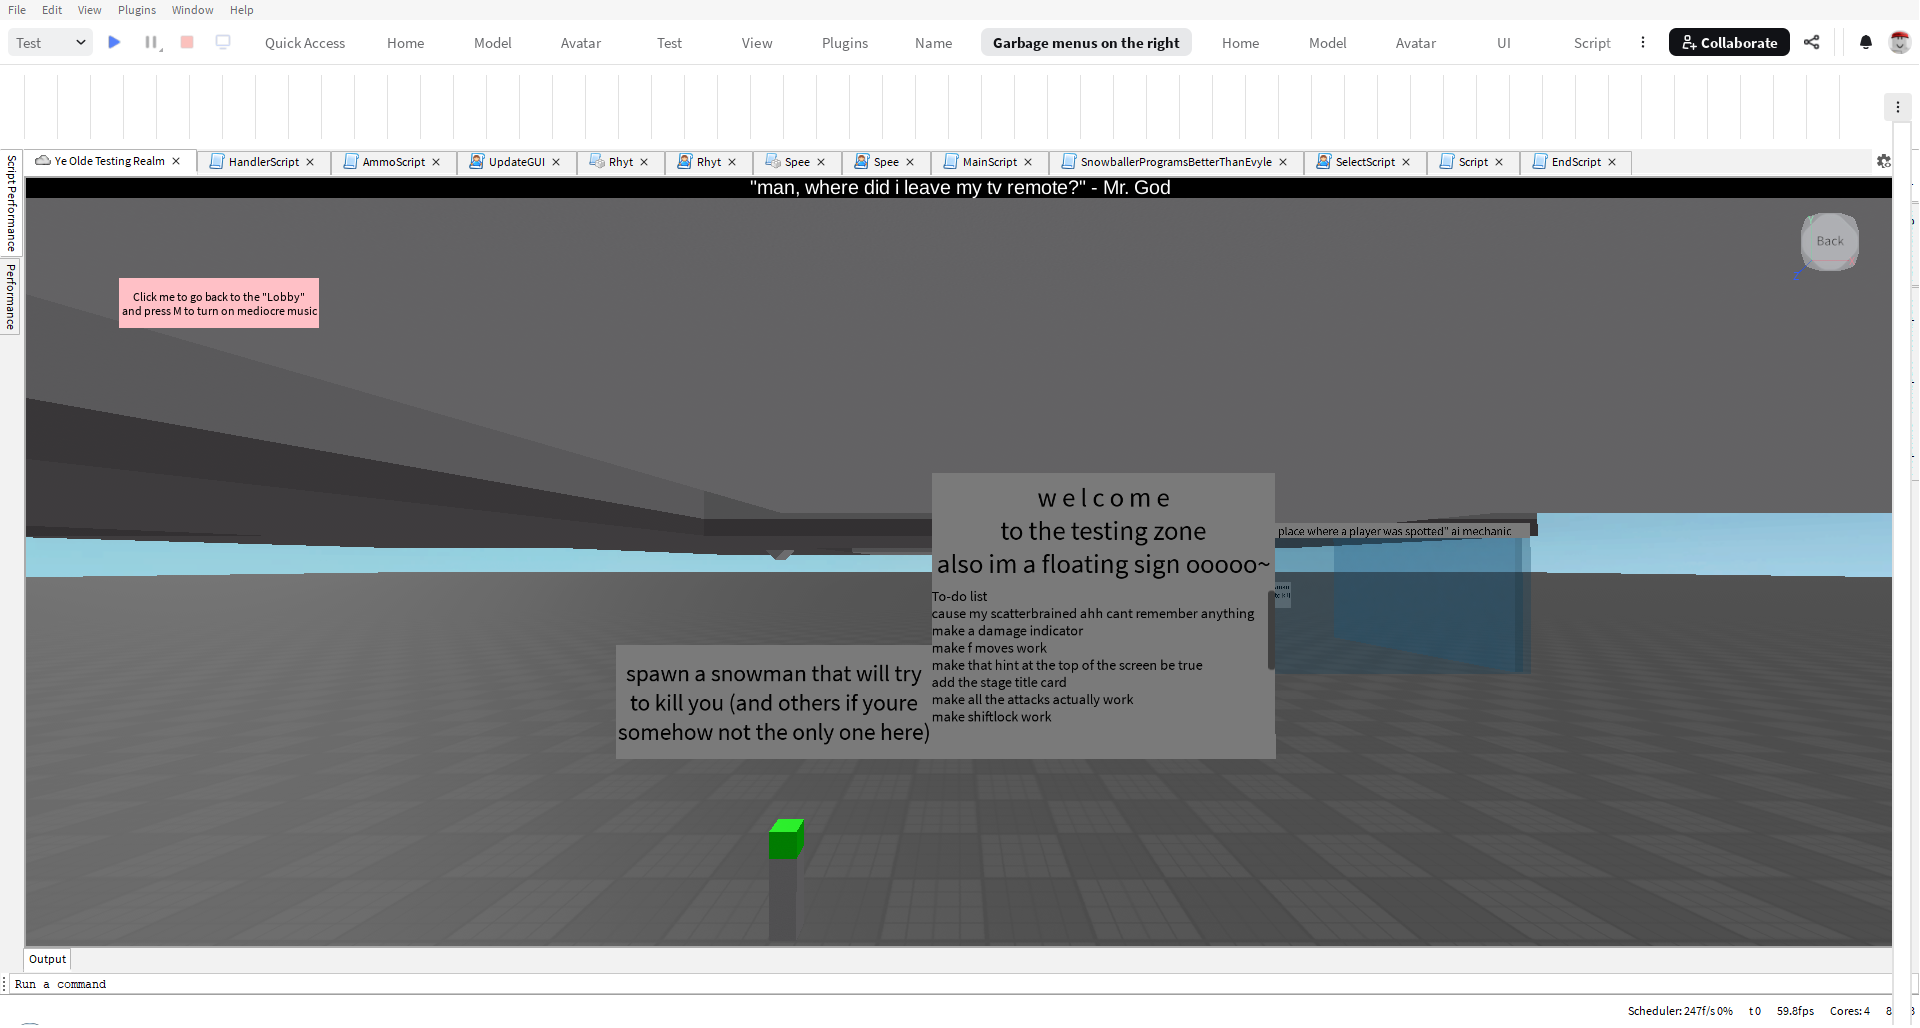 File Edit View Plugins Window Help
Test Quick Access Home Model Avatar Test View Plugins Name Garbage menus on the right Home Model Avatar UI Script Collaborate
Ye Olde Testing Realm HandlerScript AmmoScript UpdateGUI Rhyt Rhyt Spee Spee MainScript SnowballerProgramsBetterThanEvyle SelectScript Script EndScript
Script Performance
Performance
"man, where did i leave my tv remote?" - Mr. God
Back
Click me to go back to the "Lobby"
and press M to turn on mediocre music
w e l c o m e
to the testing zone
also im a floating sign ooooo~
place where a player was spotted" ai mechanic
To-do list
cause my scatterbrained ahh cant remember anything
make a damage indicator
make f moves work
make that hint at the top of the screen be true
add the stage title card
make all the attacks actually work
make shiftlock work
spawn a snowman that will try
to kill you (and others if youre
somehow not the only one here)
Output
Run a command
Scheduler: 247f/s 0% t 0 59.8fps Cores: 4